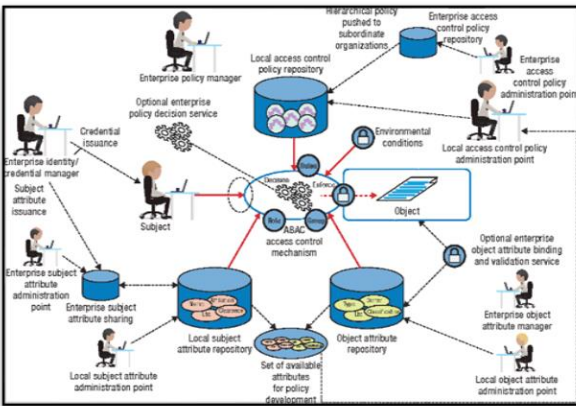 Enterprise policy manager
Hierarchical policy
pushed to
subordinate
organizations
Enterprise access
control policy
repository
Enterprise
access
control policy
administration point
Local access control
policy repository
Optional enterprise
policy decision service
Credential
issuance
Environmental
conditions
Local access control policy
administration point
Enterprise identity/
credential manager
Subject
attribute
issuance
Subject
Decision
Enforce
Object
ABAC
access control
mechanism
Enterprise subject
attribute administration
point
Optional enterprise
object attribute binding
and validation service
Enterprise subject
attribute sharing
Name
Clearance
Local subject
attribute repository
Type
Owner
Classification
Object attribute
repository
Enterprise object
attribute manager
Local subject attribute
administration point
Set of available
attributes
for policy
development
Local object attribute
administration point